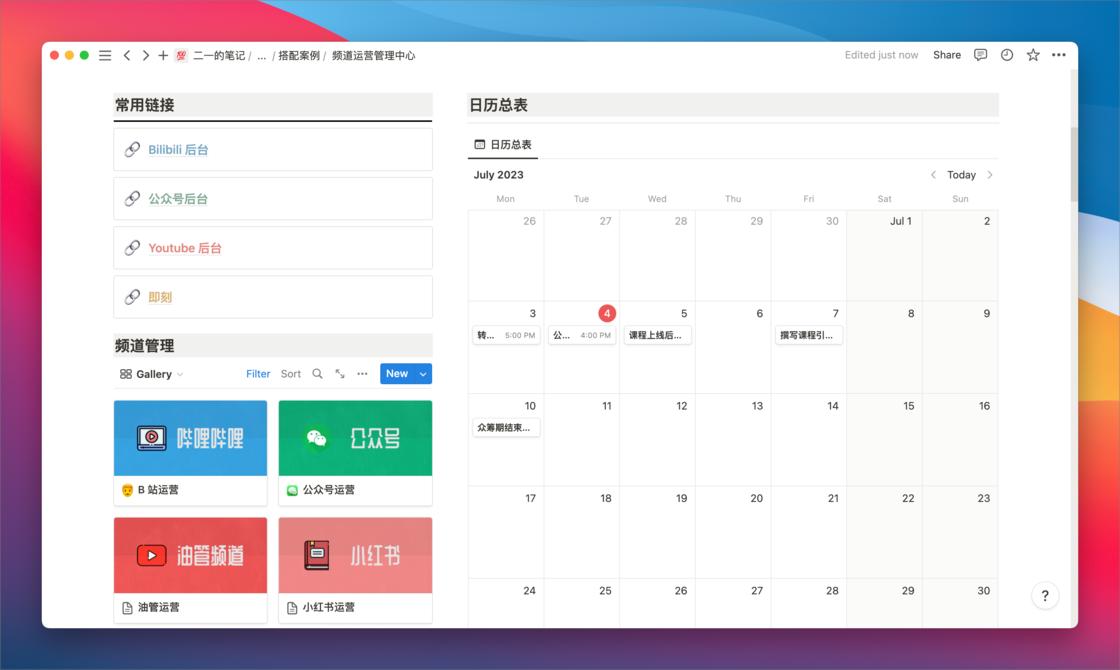 二一的笔记 / ... / 搭配案例 / 频道运营管理中心
Edited just now Share
常用链接
Bilibili 后台
公众号后台
Youtube 后台
即刻
频道管理
Gallery Filter Sort New
哔哩哔哩
B 站运营
公众号
公众号运营
油管频道
油管运营
小红书
小红书运营
日历总表
日历总表
July 2023 Today
Mon Tue Wed Thu Fri Sat Sun
26 27 28 29 30 Jul 1 2
3 4 5 6 7 8 9
转... 5:00 PM 公... 4:00 PM 课程上线后... 撰写课程引...
10 11 12 13 14 15 16
众筹期结束...
17 18 19 20 21 22 23
24 25 26 27 28 29 30
?